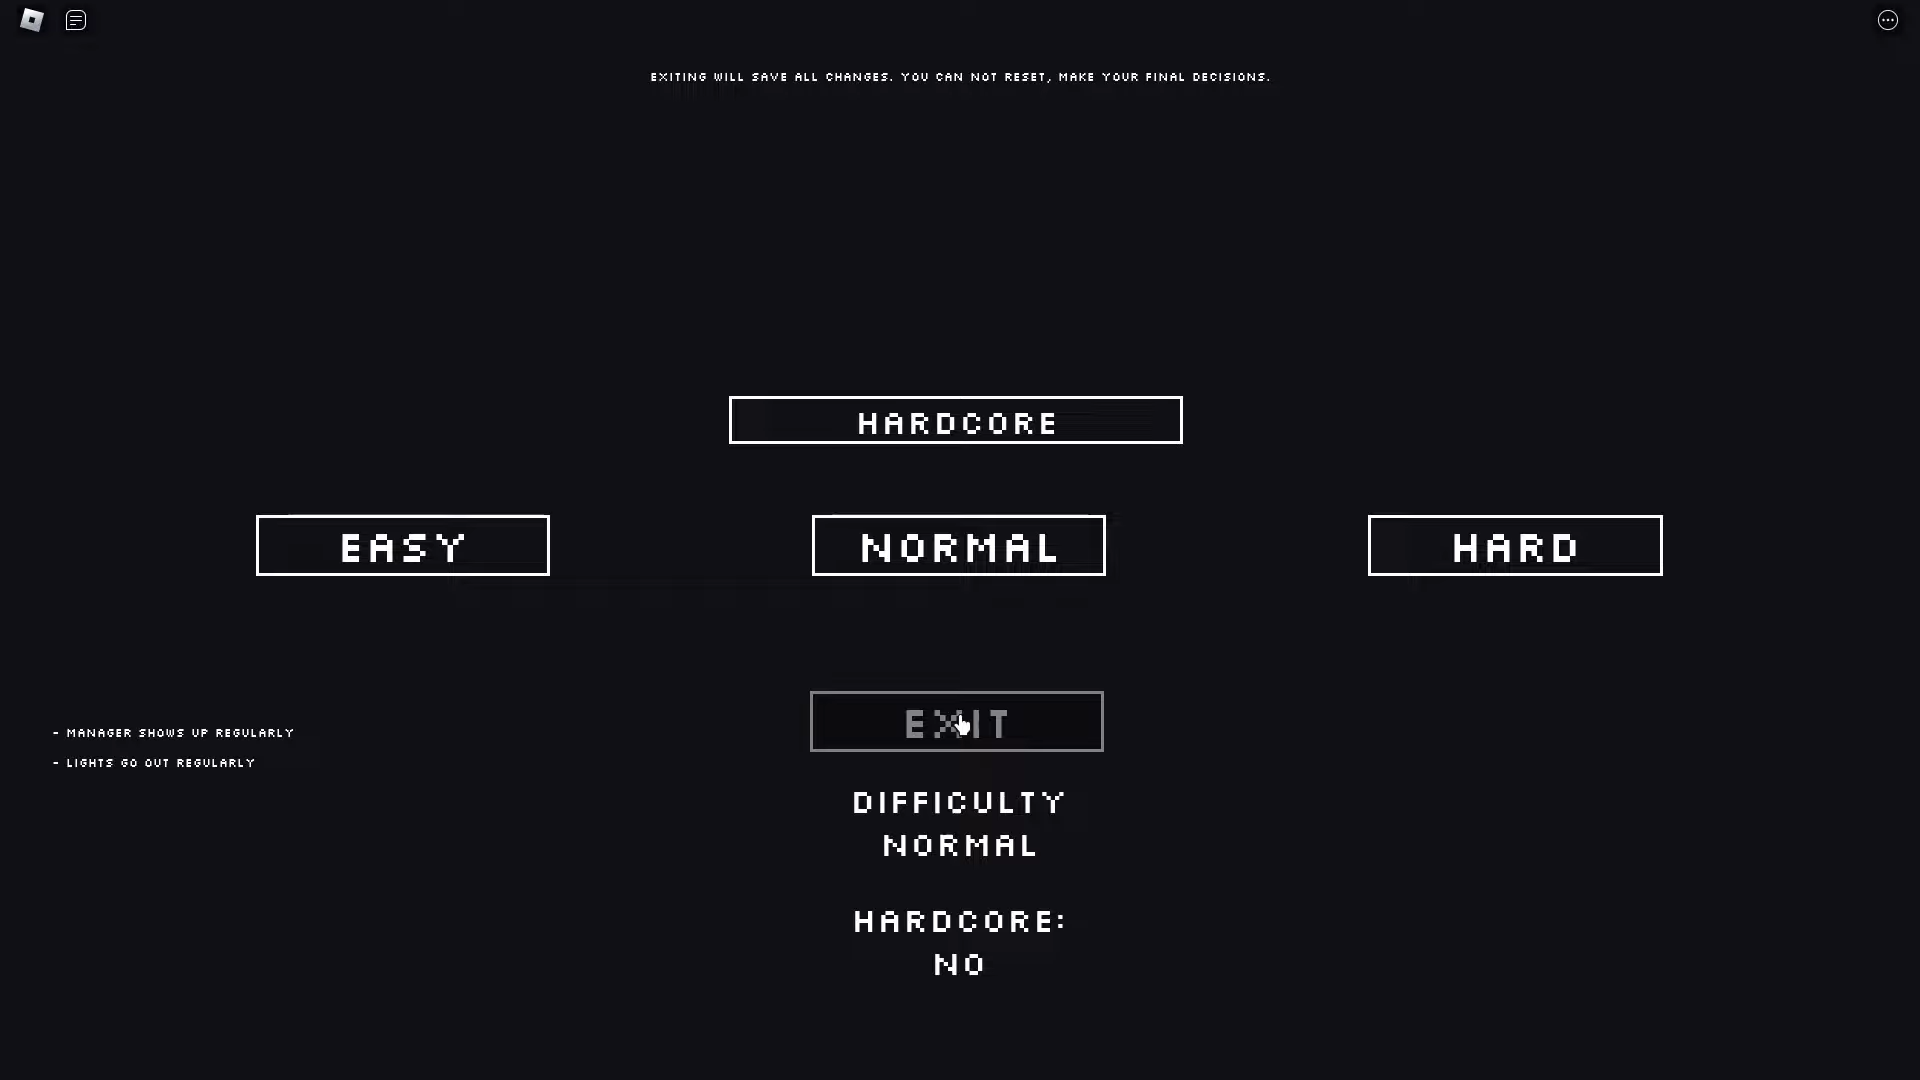 EXITING WILL SAVE ALL CHANGES. YOU CAN NOT RESET, MAKE YOUR FINAL DECISIONS.
HARDCORE
EASY
NORMAL
HARD
EXIT
- MANAGER SHOWS UP REGULARLY
- LIGHTS GO OUT REGULARLY
DIFFICULTY
NORMAL
HARDCORE:
NO